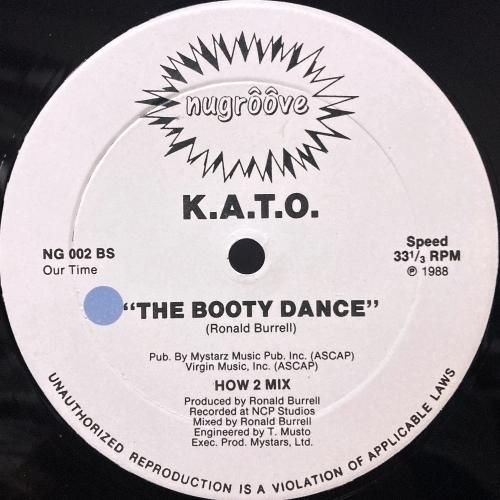 nugrôôve
K.A.T.O.
NG 002 BS
Our Time
Speed
33 1/3 RPM
℗ 1988
"THE BOOTY DANCE"
(Ronald Burrell)
Pub. By Mystarz Music Pub. Inc. (ASCAP)
Virgin Music, Inc. (ASCAP)
HOW 2 MIX
Produced by Ronald Burrell
Recorded at NCP Studios
Mixed by Ronald Burrell
Engineered by T. Musto
Exec. Prod. Mystars, Ltd.
UNAUTHORIZED REPRODUCTION IS A VIOLATION OF APPLICABLE LAWS